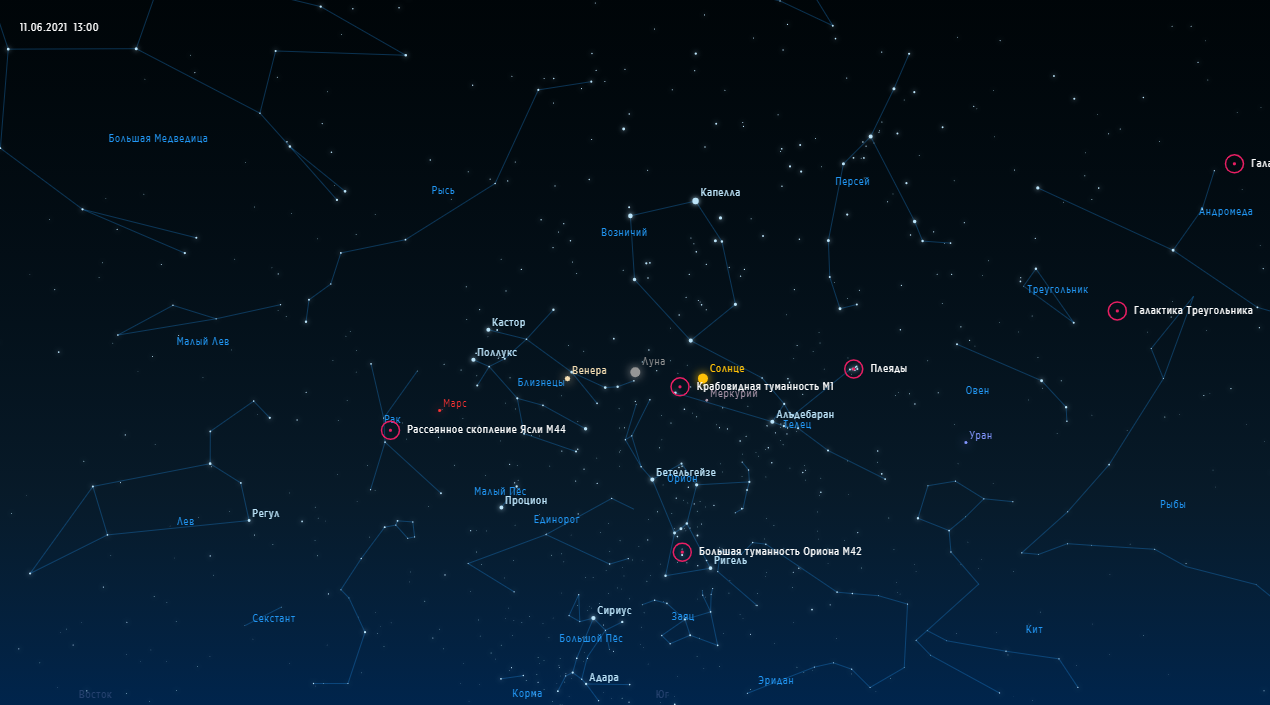 11.06.2021 13:00
Большая Медведица
Гала
Рысь
Персей
Капелла
Андромеда
Возничий
Треугольник
Галактика Треугольника
Кастор
Малый Лев
Поллукс
Луна
Венера
Солнце
Плеяды
Близнецы
Крабовидная туманность M1
Меркурий
Овен
Марс
Альдебаран
Рак
Телец
Рассеянное скопление Ясли M44
Уран
Бетельгейзе
Орион
Малый Пёс
Процион
Рыбы
Регул
Лев
Единорог
Большая туманность Ориона M42
Ригель
Сириус
Секстант
Заяц
Кит
Большой Пёс
Адара
Эридан
Восток
Корма
Юг